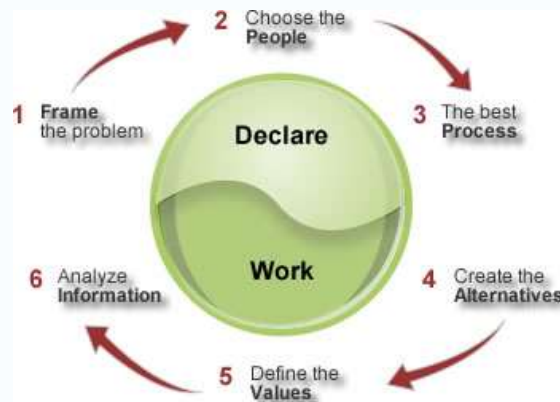 2 Choose the
People
1 Frame
the problem
3 The best
Process
Declare
Work
4 Create the
Alternatives
5 Define the
Values
6 Analyze
Information